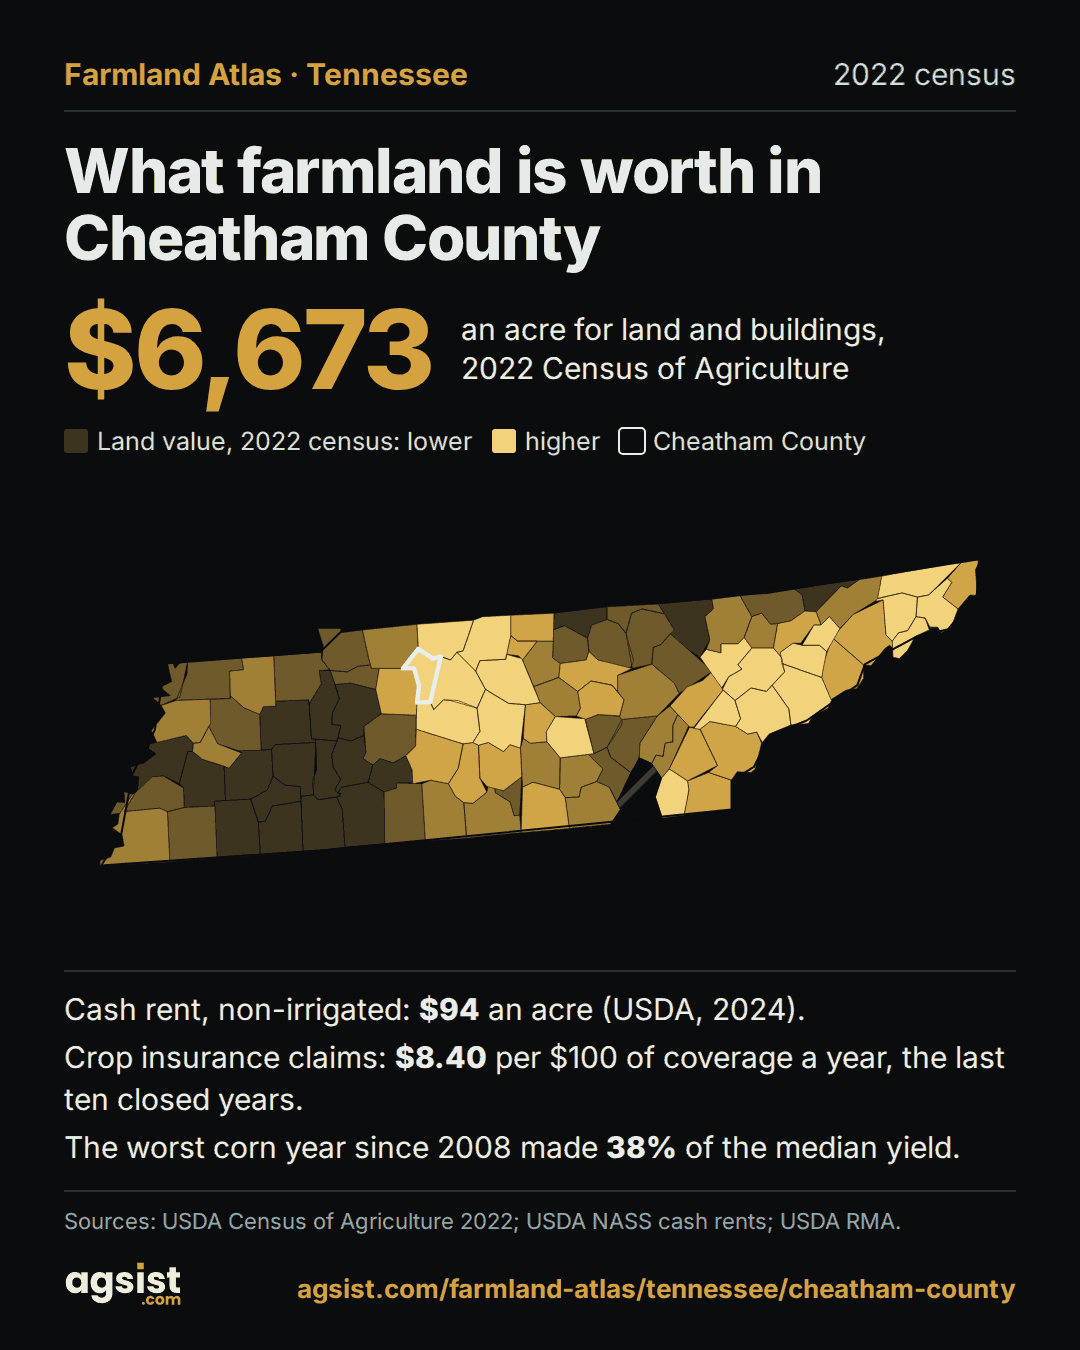 Farmland Atlas · Tennessee
2022 census
What farmland is worth in
Cheatham County
$6,673
an acre for land and buildings,
2022 Census of Agriculture
Land value, 2022 census: lower
higher
Cheatham County
Cash rent, non-irrigated: $94 an acre (USDA, 2024).
Crop insurance claims: $8.40 per $100 of coverage a year, the last
ten closed years.
The worst corn year since 2008 made 38% of the median yield.
Sources: USDA Census of Agriculture 2022; USDA NASS cash rents; USDA RMA.
agsist
.com
agsist.com/farmland-atlas/tennessee/cheatham-county